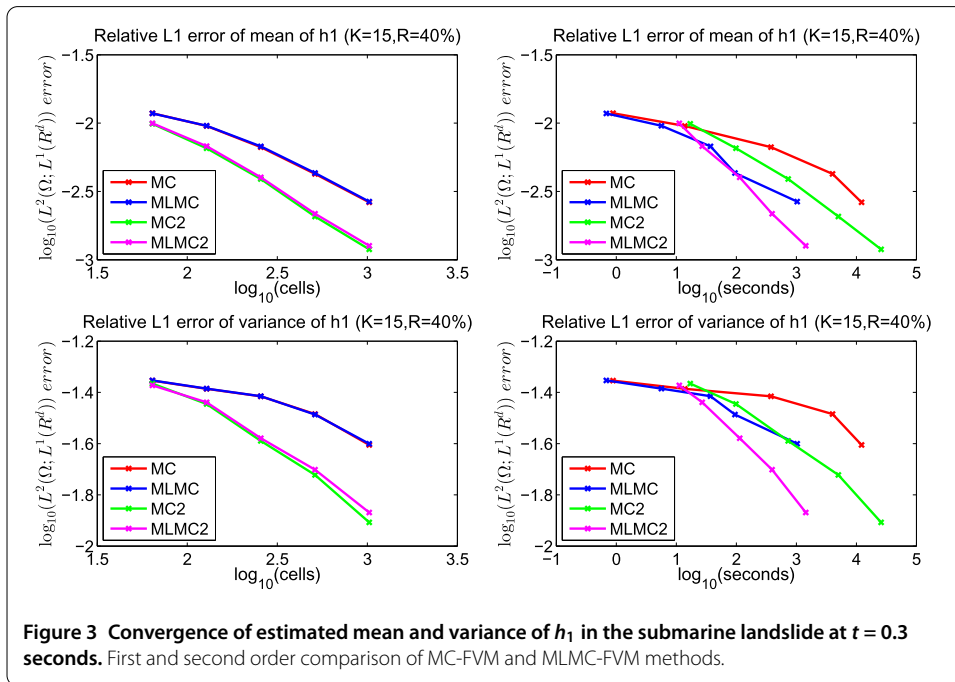 Relative L1 error of mean of h1 (K=15,R=40%)
log₁₀(L²(Ω; L¹(Rᵈ)) error)
−1.5
−2
−2.5
−3
MC
MLMC
MC2
MLMC2
1.5 2 2.5 3 3.5
log₁₀(cells)
Relative L1 error of mean of h1 (K=15,R=40%)
log₁₀(L²(Ω; L¹(Rᵈ)) error)
−1.5
−2
−2.5
−3
MC
MLMC
MC2
MLMC2
−1 0 1 2 3 4 5
log₁₀(seconds)
Relative L1 error of variance of h1 (K=15,R=40%)
log₁₀(L²(Ω; L¹(Rᵈ)) error)
−1.2
−1.4
−1.6
−1.8
−2
MC
MLMC
MC2
MLMC2
1.5 2 2.5 3 3.5
log₁₀(cells)
Relative L1 error of variance of h1 (K=15,R=40%)
log₁₀(L²(Ω; L¹(Rᵈ)) error)
−1.2
−1.4
−1.6
−1.8
−2
MC
MLMC
MC2
MLMC2
−1 0 1 2 3 4 5
log₁₀(seconds)
Figure 3 Convergence of estimated mean and variance of h₁ in the submarine landslide at t = 0.3
seconds. First and second order comparison of MC-FVM and MLMC-FVM methods.